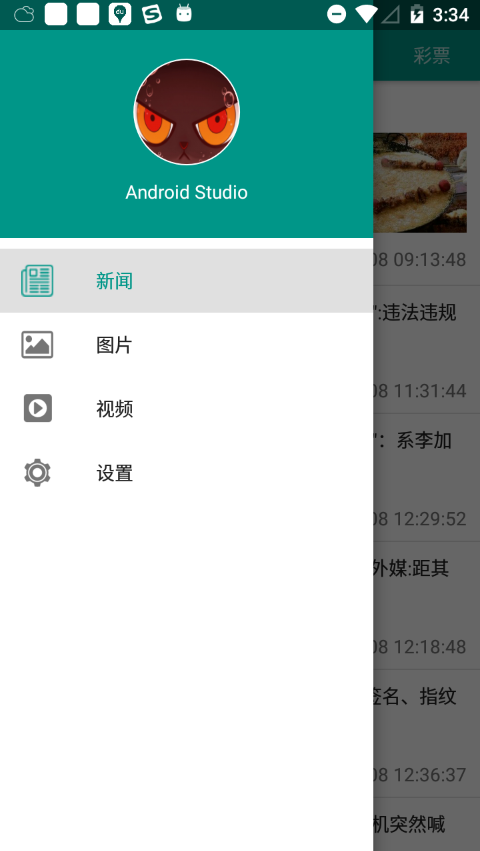 3:34
彩票
Android Studio
新闻
图片
视频
设置
08 09:13:48
":违法违规
08 11:31:44
"：系李加
08 12:29:52
外媒:距其
08 12:18:48
签名、指纹
08 12:36:37
机突然喊